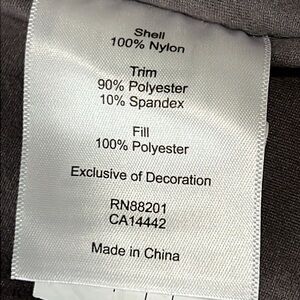 Shell
100% Nylon
Trim
90% Polyester
10% Spandex
Fill
100% Polyester
Exclusive of Decoration
RN88201
CA14442
Made in China